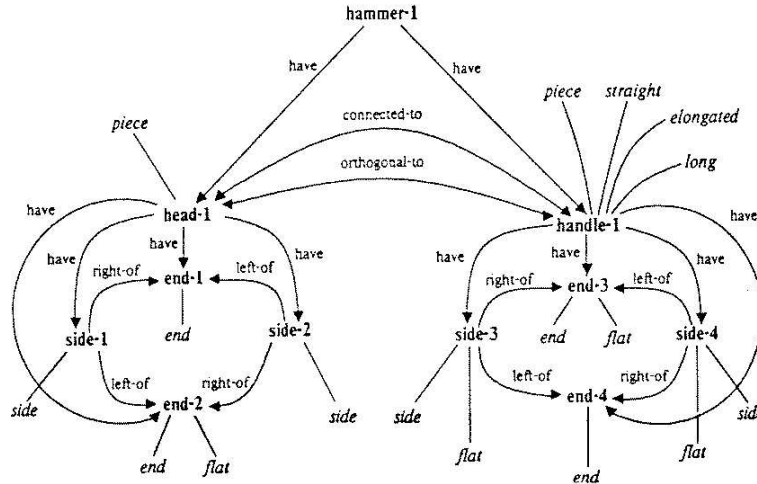 hammer-1
have
have
piece
straight
piece
connected-to
elongated
orthogonal-to
long
have
head-1
handle-1
have
have
have
have
have
have
have
right-of
end-1
left-of
right-of
end-3
left-of
side-1
end
side-2
side-3
end
flat
side-4
left-of
right-of
left-of
right-of
side
end-2
side
side
end-4
side
end
flat
flat
end
flat